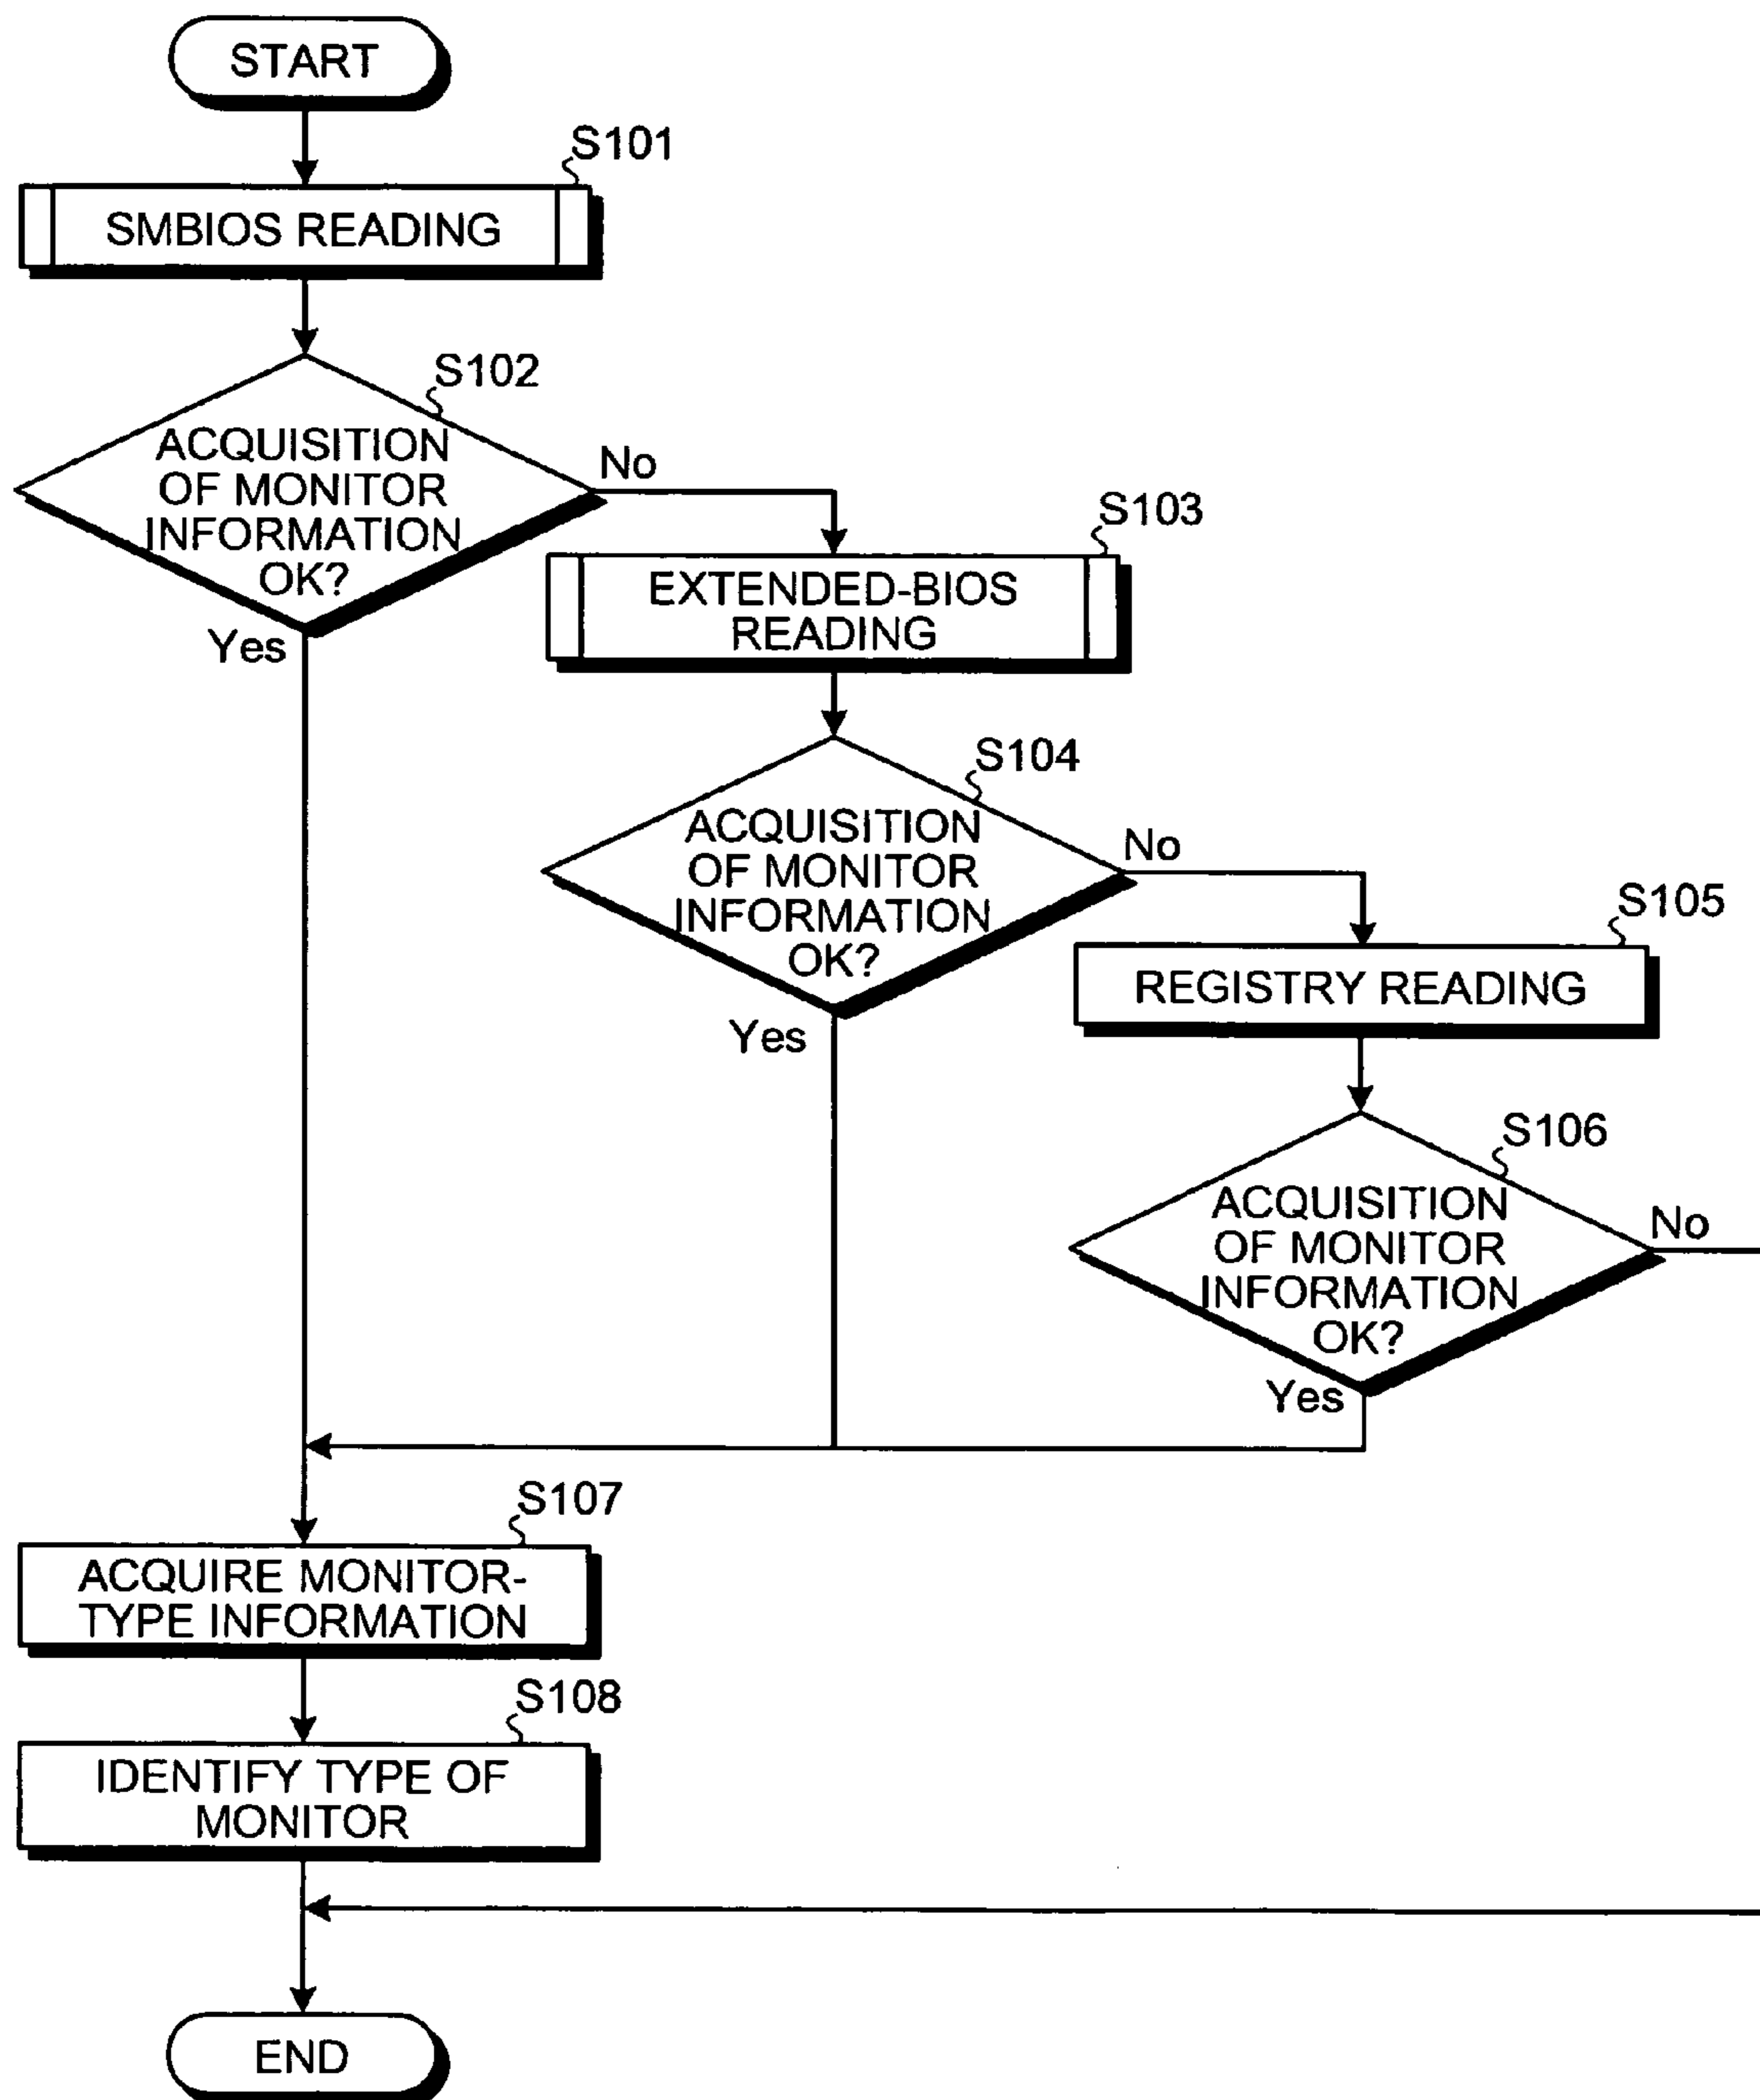 START
S101
SMBIOS READING
S102
ACQUISITION
OF MONITOR
INFORMATION
OK?
No
Yes
S103
EXTENDED-BIOS
READING
S104
ACQUISITION
OF MONITOR
INFORMATION
OK?
No
Yes
S105
REGISTRY READING
S106
ACQUISITION
OF MONITOR
INFORMATION
OK?
No
Yes
S107
ACQUIRE MONITOR-
TYPE INFORMATION
S108
IDENTIFY TYPE OF
MONITOR
END